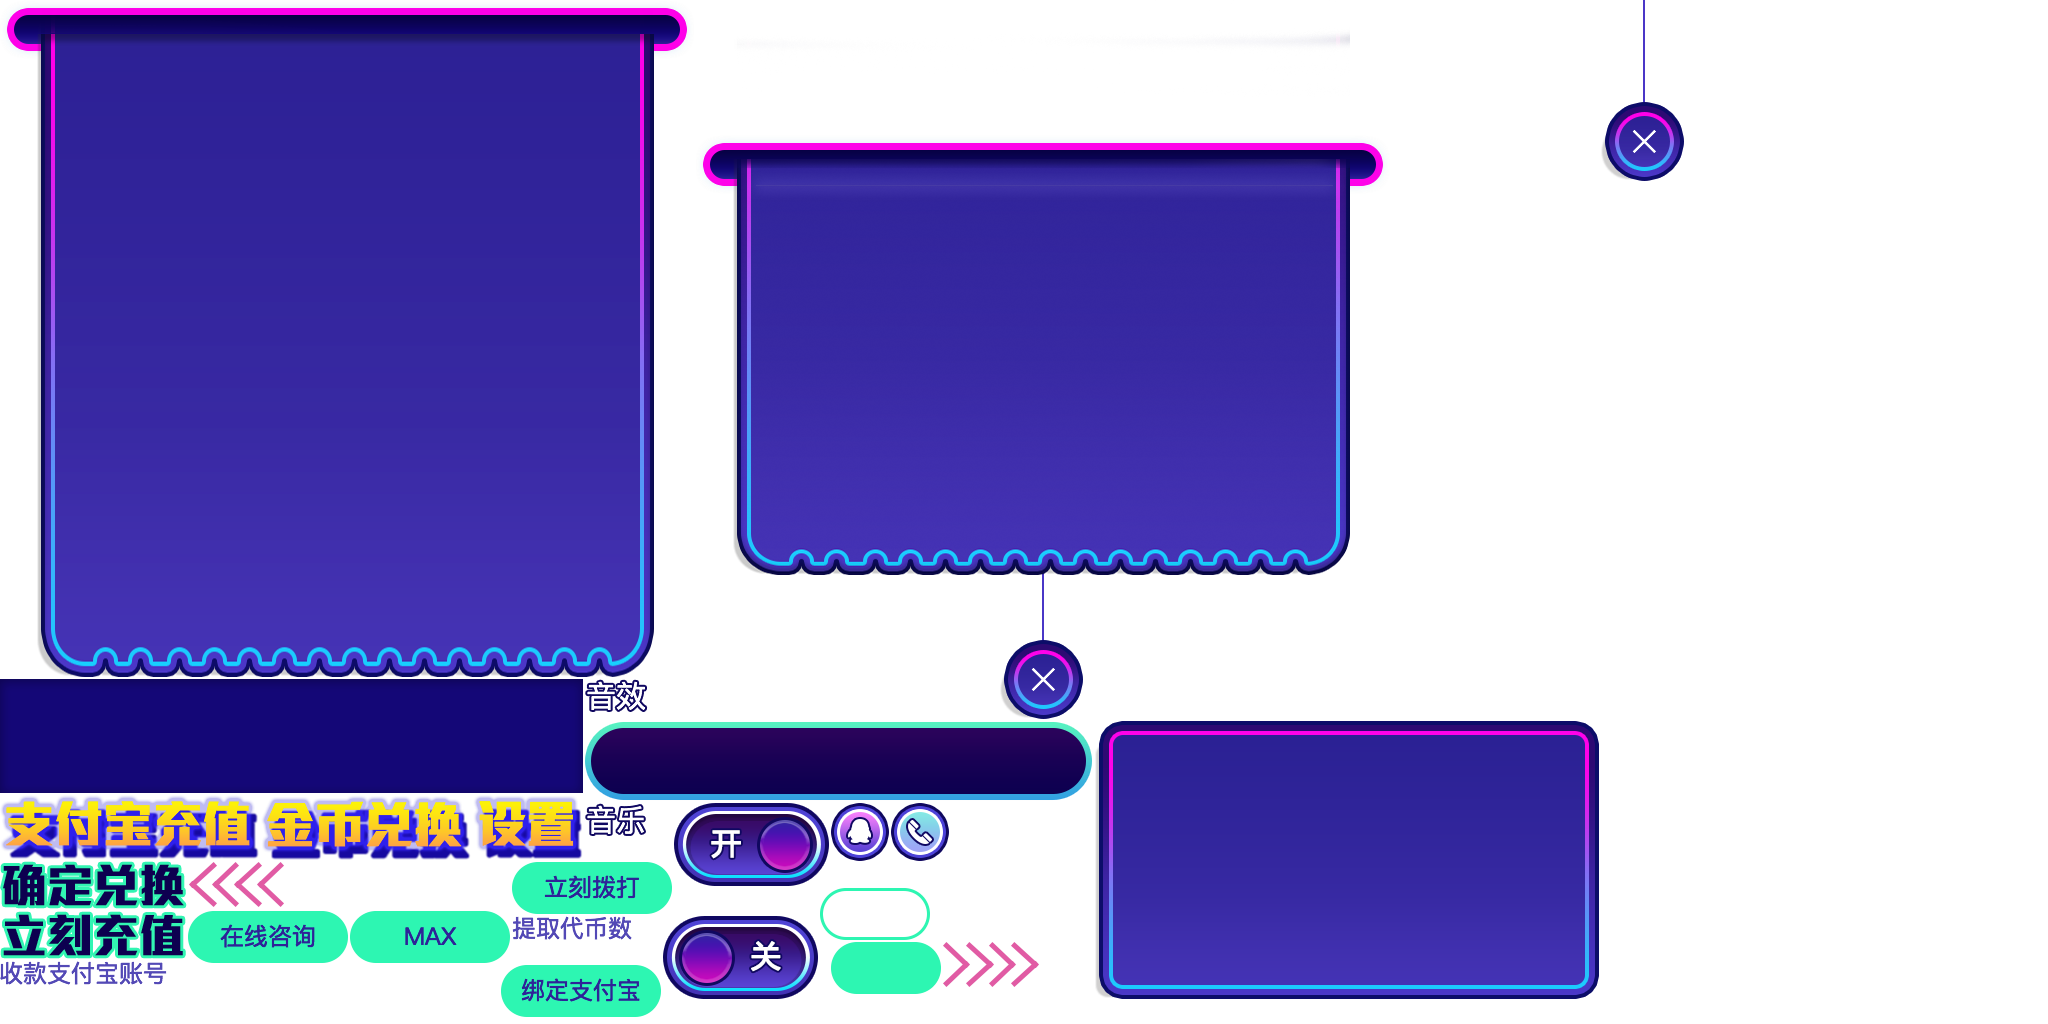 音效
支付宝充值 金币兑换 设置
音乐
开
确定兑换
立刻拨打
立刻充值
在线咨询
MAX
提取代币数
关
收款支付宝账号
绑定支付宝